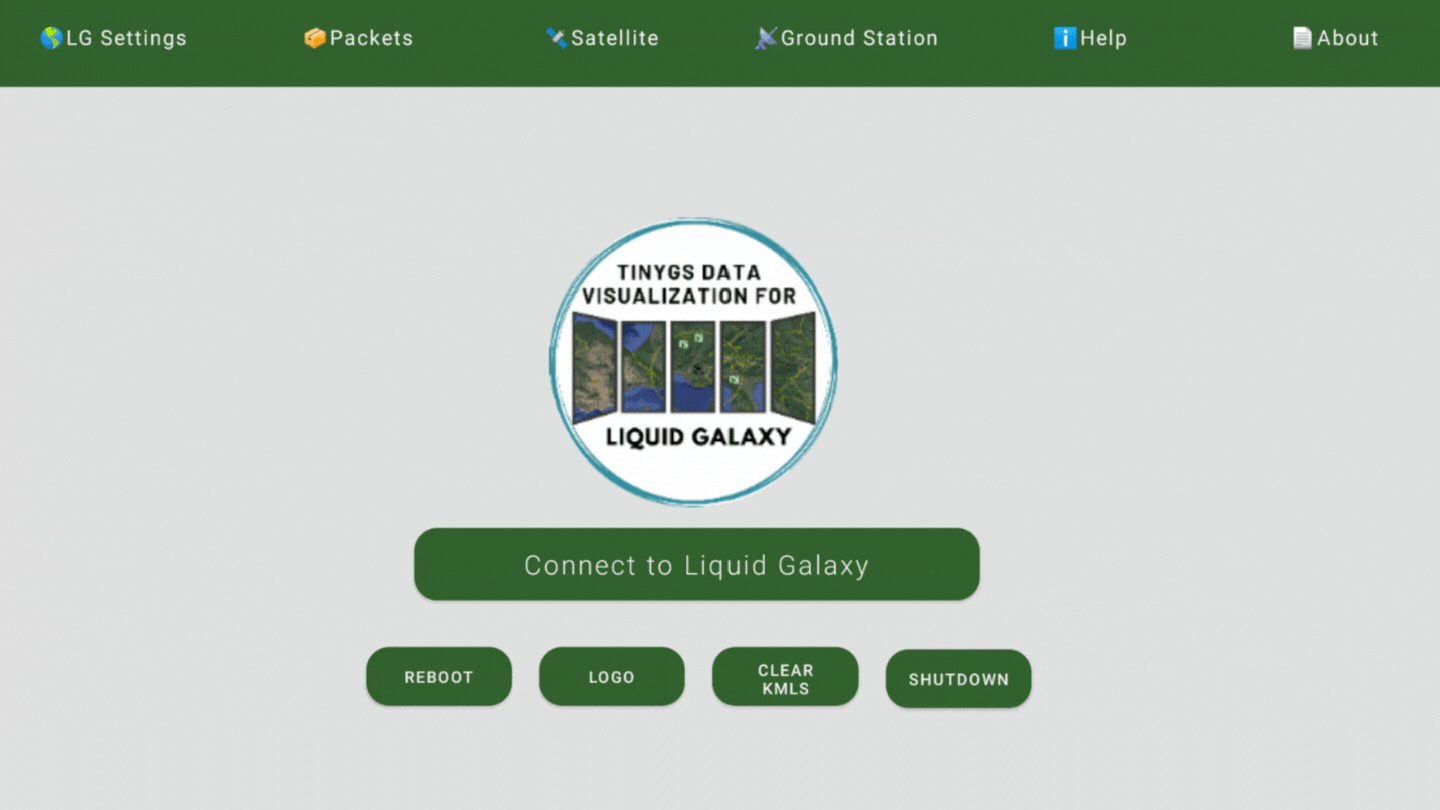 LG Settings
Packets
Satellite
Ground Station
Help
About
TINYGS DATA
VISUALIZATION FOR
LIQUID GALAXY
Connect to Liquid Galaxy
REBOOT
LOGO
CLEAR
KMLS
SHUTDOWN